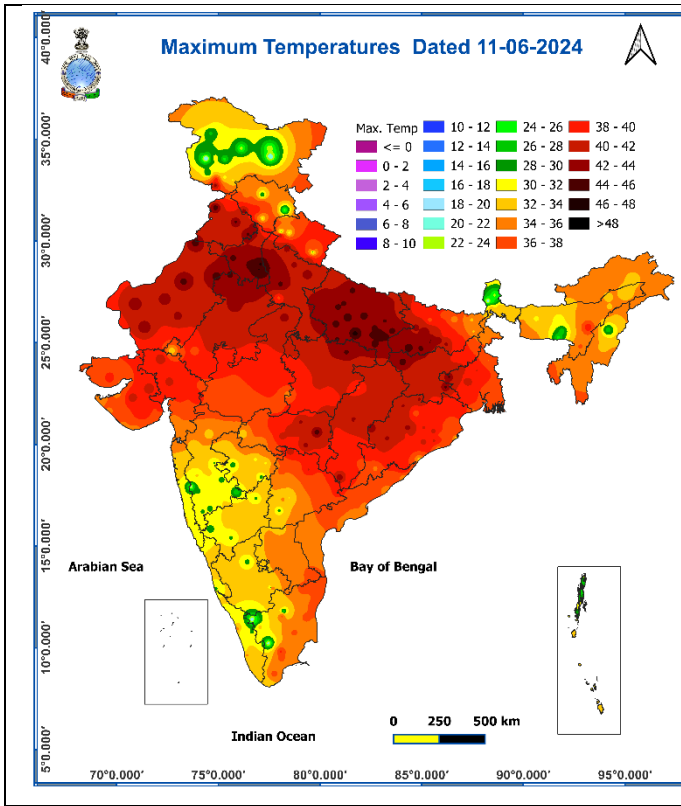 Maximum Temperatures Dated 11-06-2024
Max. Temp
<= 0
0 - 2
2 - 4
4 - 6
6 - 8
8 - 10
10 - 12
12 - 14
14 - 16
16 - 18
18 - 20
20 - 22
22 - 24
24 - 26
26 - 28
28 - 30
30 - 32
32 - 34
34 - 36
36 - 38
38 - 40
40 - 42
42 - 44
44 - 46
46 - 48
>48
40°0.000'
35°0.000'
30°0.000'
25°0.000'
20°0.000'
15°0.000'
10°0.000'
5°0.000'
Arabian Sea
Bay of Bengal
Indian Ocean
0 250 500 km
70°0.000' 75°0.000' 80°0.000' 85°0.000' 90°0.000' 95°0.000'